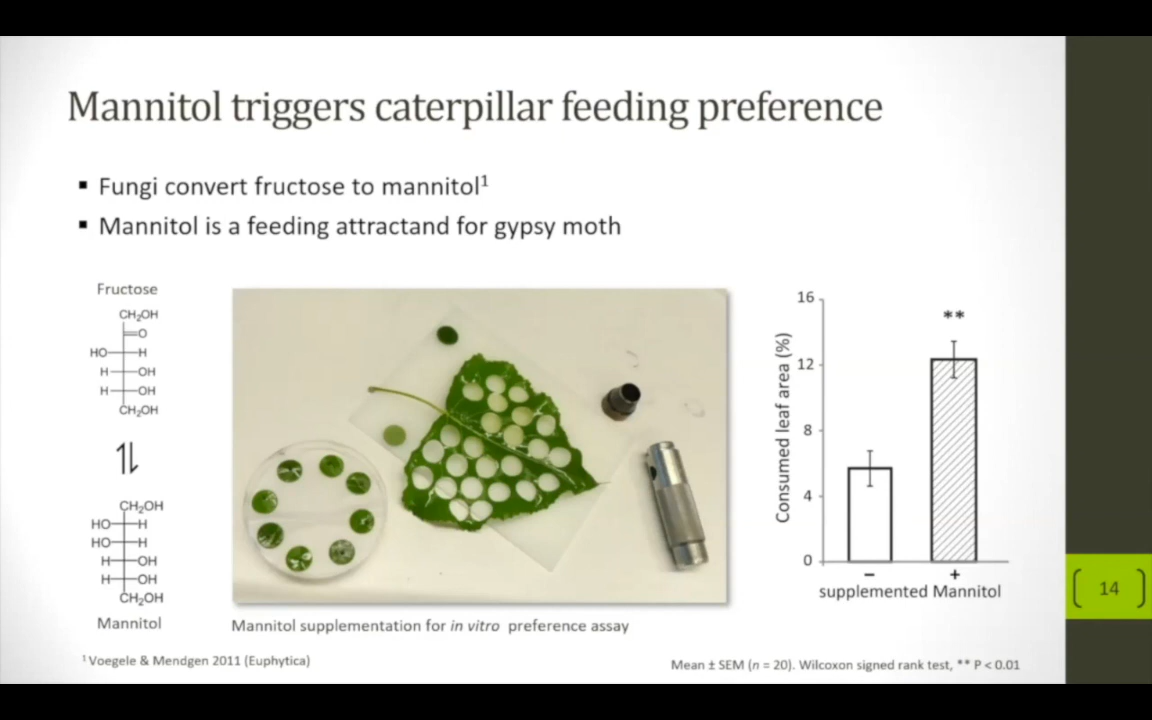 Mannitol triggers caterpillar feeding preference
▪ Fungi convert fructose to mannitol¹
▪ Mannitol is a feeding attractand for gypsy moth
Fructose
CH₂OH
O
HO H
H OH
H OH
CH₂OH
⇅
CH₂OH
HO H
HO H
H OH
H OH
CH₂OH
Mannitol
Mannitol supplementation for in vitro preference assay
Consumed leaf area (%)
16
12
8
4
0
**
− +
supplemented Mannitol
14
¹ Voegele & Mendgen 2011 (Euphytica)
Mean ± SEM (n = 20). Wilcoxon signed rank test, ** P < 0.01